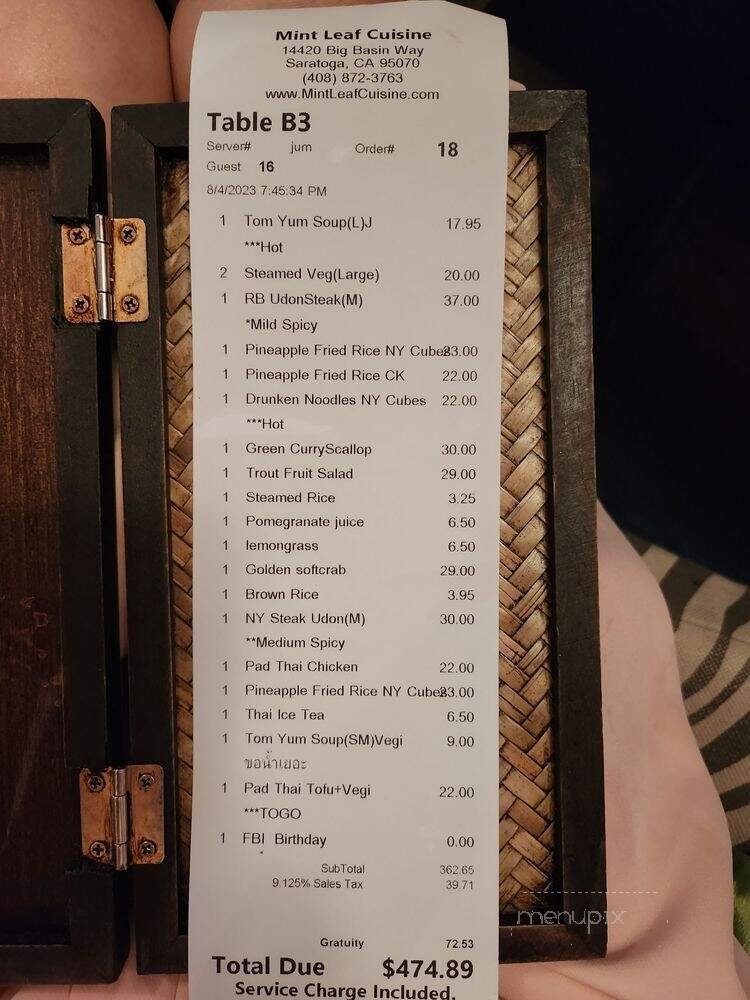 Mint Leaf Cuisine
14420 Big Basin Way
Saratoga, CA 95070
(408) 872-3763
www.MintLeafCuisine.com
Table B3
Server# jum Order# 18
Guest 16
8/4/2023 7:45:34 PM
1 Tom Yum Soup(L)J 17.95
***Hot
2 Steamed Veg(Large) 20.00
1 RB UdonSteak(M) 37.00
*Mild Spicy
1 Pineapple Fried Rice NY Cubes 23.00
1 Pineapple Fried Rice CK 22.00
1 Drunken Noodles NY Cubes 22.00
***Hot
1 Green CurryScallop 30.00
1 Trout Fruit Salad 29.00
1 Steamed Rice 3.25
1 Pomegranate juice 6.50
1 lemongrass 6.50
1 Golden softcrab 29.00
1 Brown Rice 3.95
1 NY Steak Udon(M) 30.00
**Medium Spicy
1 Pad Thai Chicken 22.00
1 Pineapple Fried Rice NY Cubes 23.00
1 Thai Ice Tea 6.50
1 Tom Yum Soup(SM)Vegi 9.00
ขอน้ำเยอะ
1 Pad Thai Tofu+Vegi 22.00
***TOGO
1 FBI Birthday 0.00
SubTotal 362.65
9.125% Sales Tax 39.71
Gratuity 72.53
Total Due $474.89
Service Charge Included.
menupix